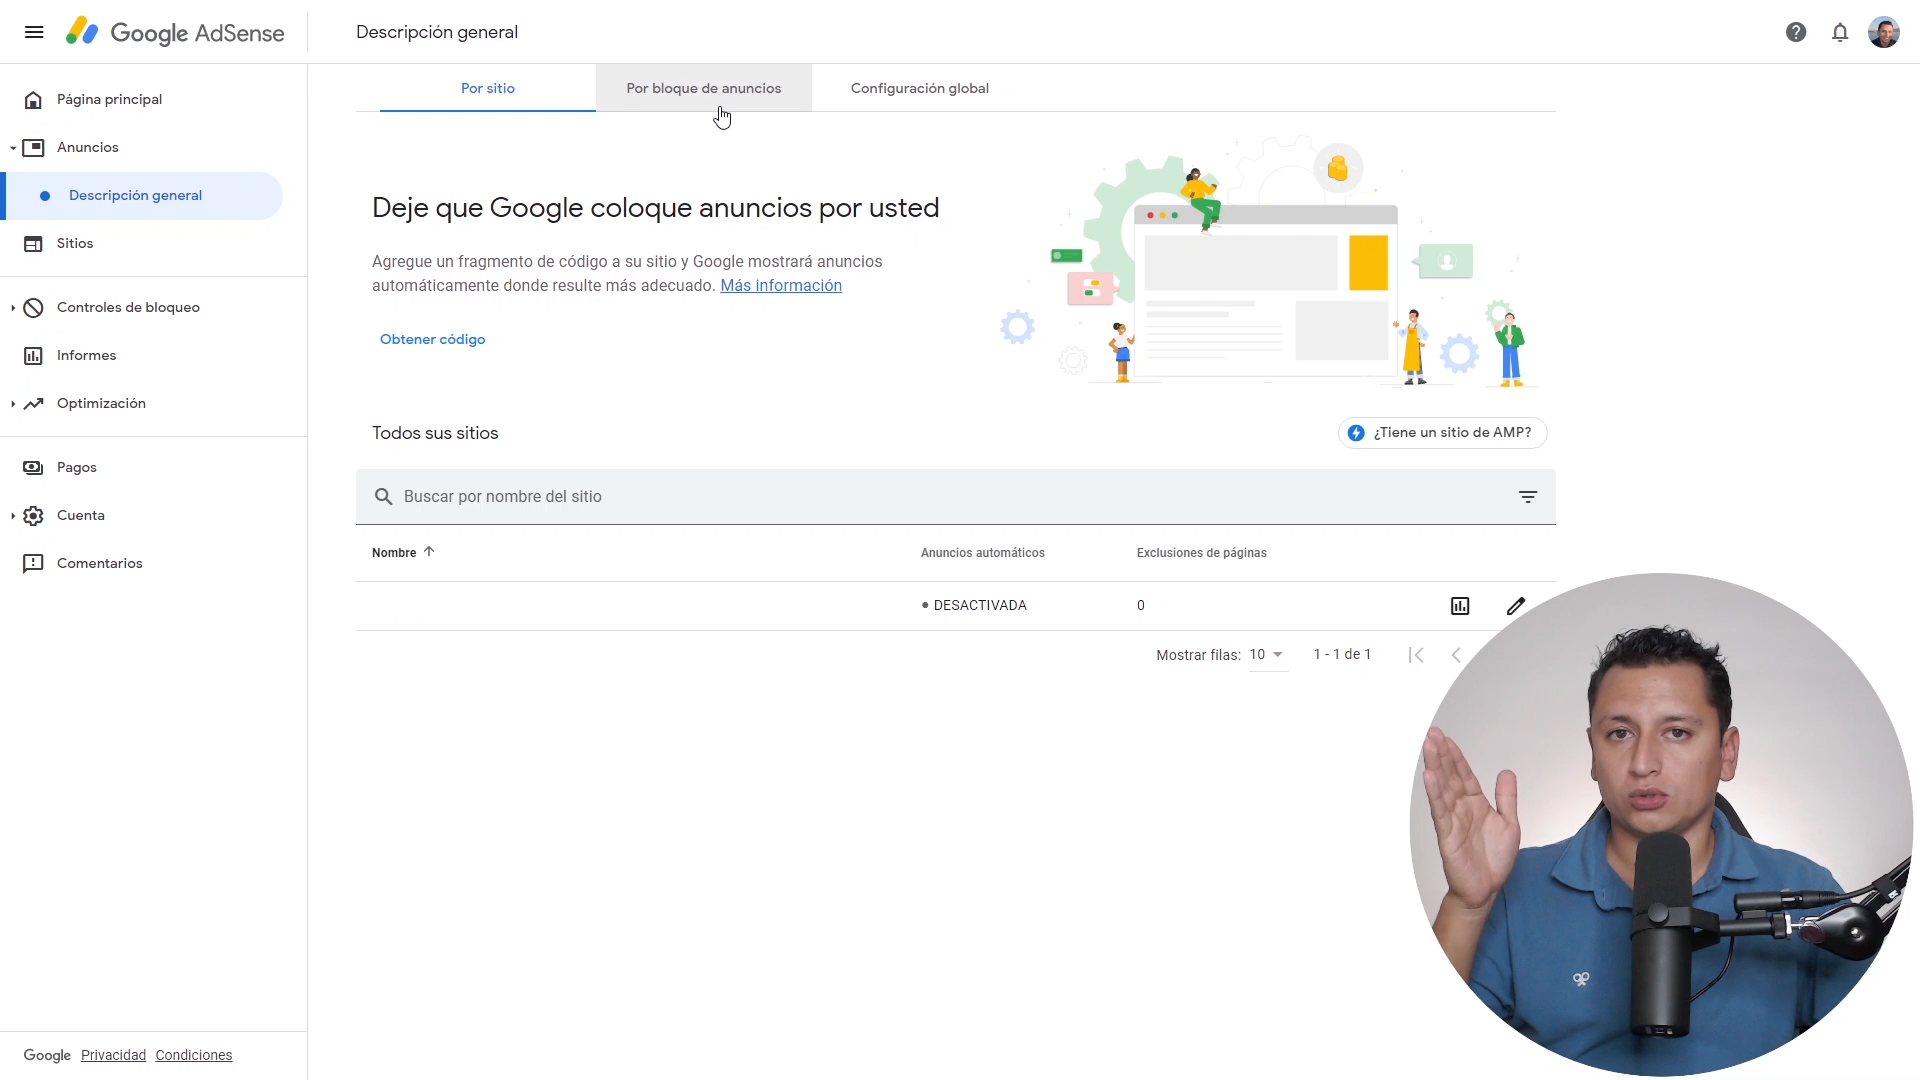 Google AdSense
Descripción general
Página principal
Anuncios
Descripción general
Sitios
Controles de bloqueo
Informes
Optimización
Pagos
Cuenta
Comentarios
Google Privacidad Condiciones
Por sitio
Por bloque de anuncios
Configuración global
Deje que Google coloque anuncios por usted
Agregue un fragmento de código a su sitio y Google mostrará anuncios
automáticamente donde resulte más adecuado. Más información
Obtener código
Todos sus sitios
¿Tiene un sitio de AMP?
Buscar por nombre del sitio
Nombre Anuncios automáticos Exclusiones de páginas
DESACTIVADA 0
Mostrar filas: 10 1 - 1 de 1